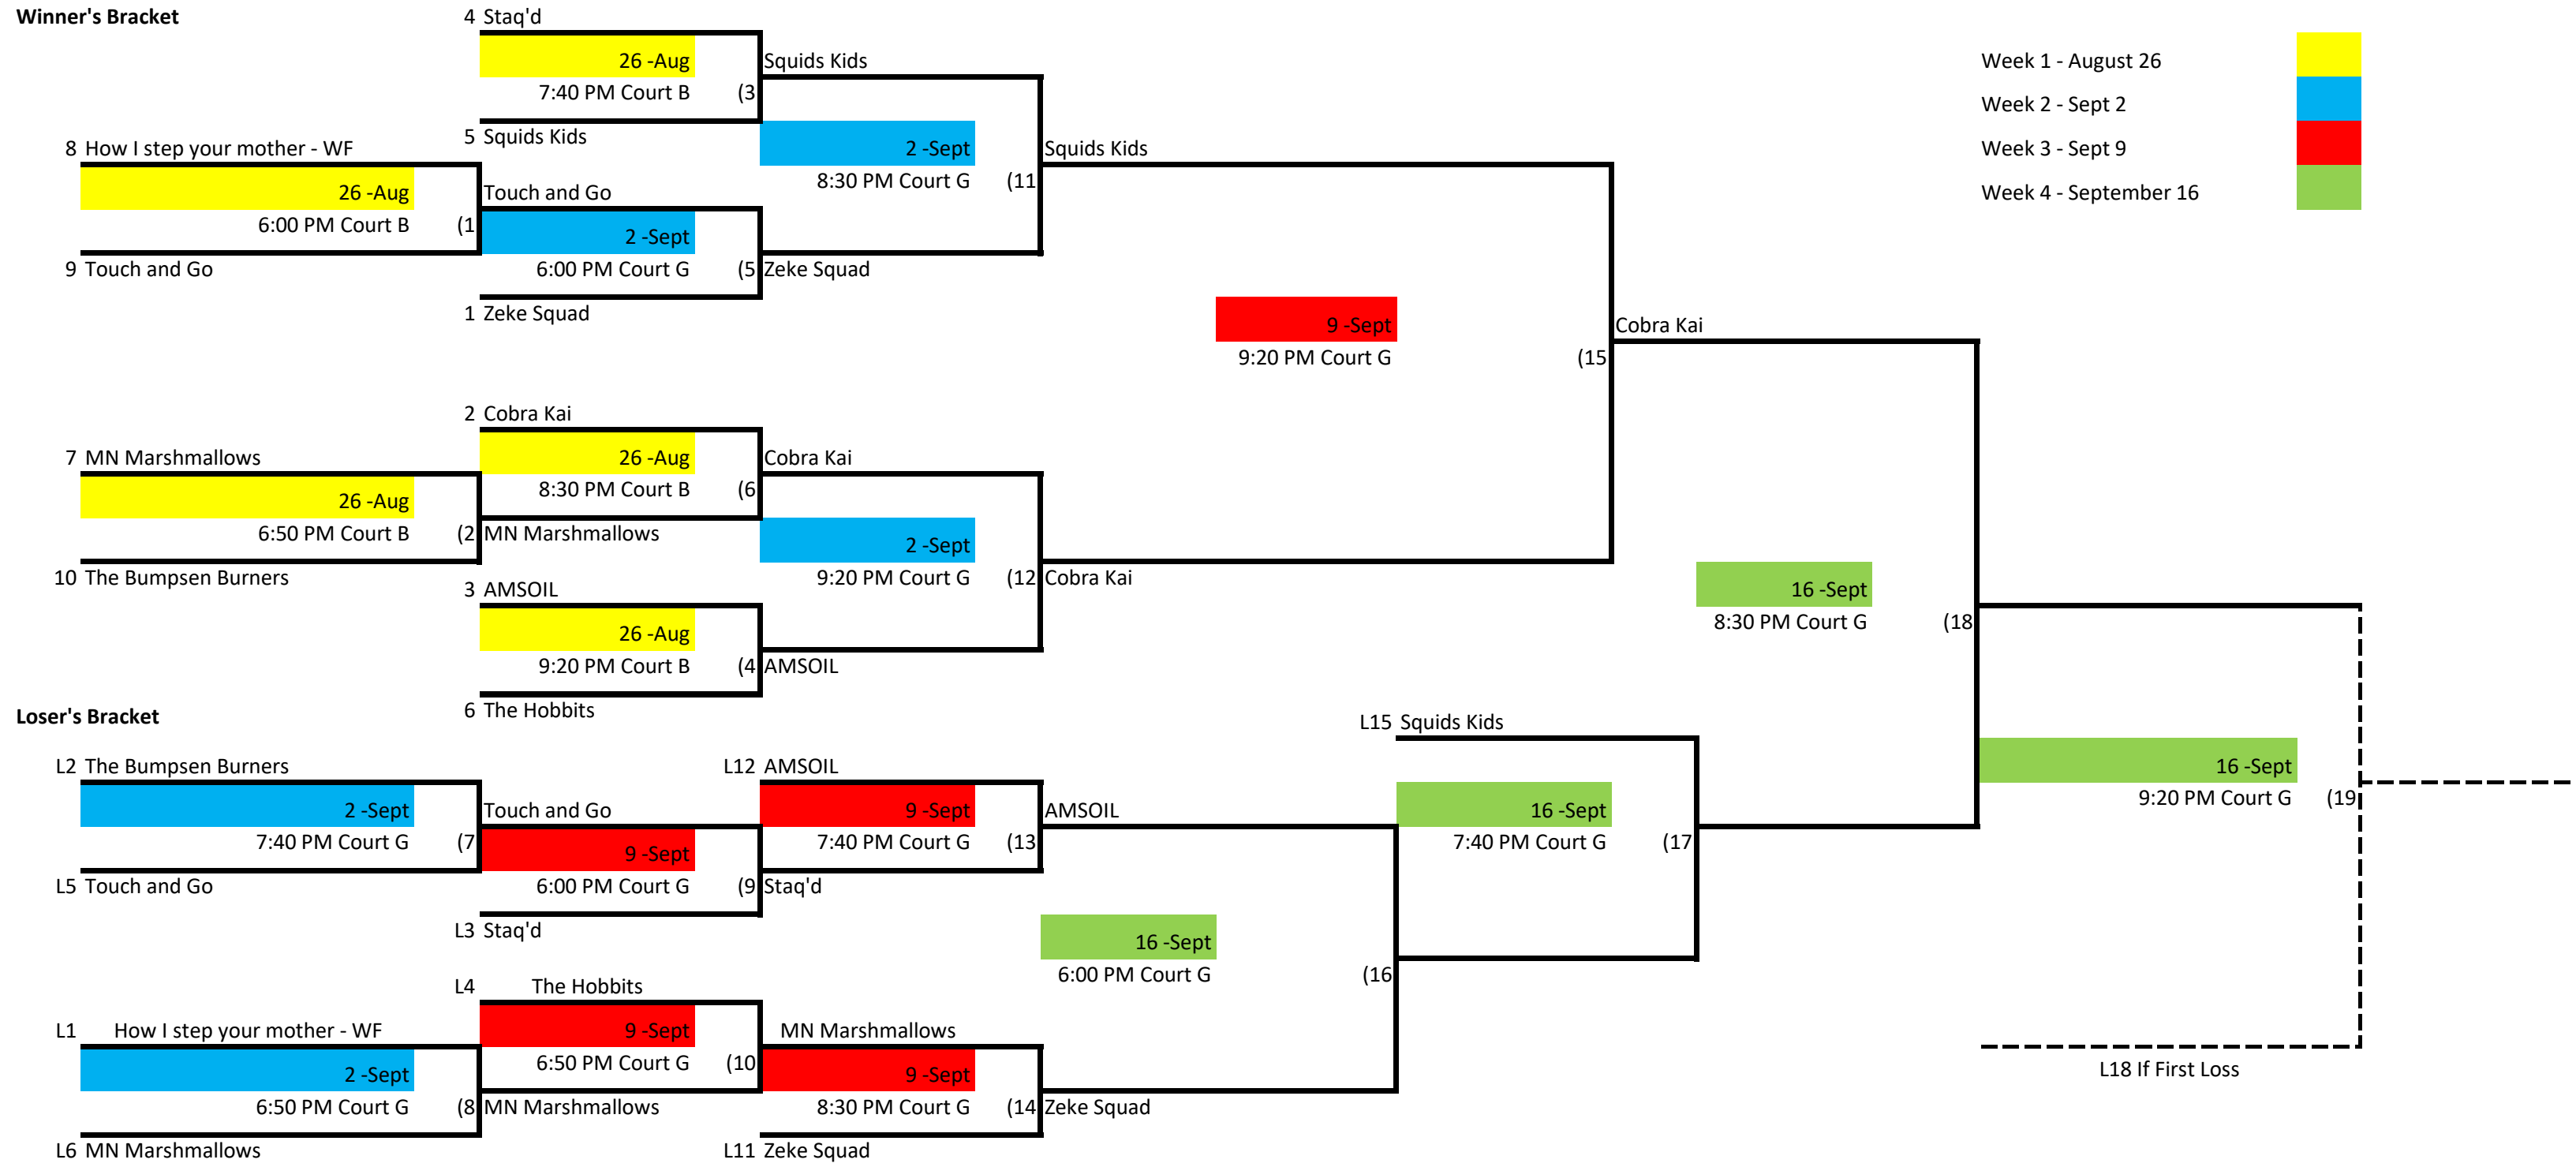 Winner's Bracket
4 Staq'd
26 -Aug
Squids Kids
7:40 PM Court B (3
5 Squids Kids
8 How I step your mother - WF
2 -Sept
Squids Kids
26 -Aug
Touch and Go
8:30 PM Court G (11
6:00 PM Court B (1
2 -Sept
9 Touch and Go
6:00 PM Court G (5
Zeke Squad
1 Zeke Squad
9 -Sept
Cobra Kai
9:20 PM Court G (15
Week 1 - August 26
Week 2 - Sept 2
Week 3 - Sept 9
Week 4 - September 16
2 Cobra Kai
7 MN Marshmallows
26 -Aug
Cobra Kai
26 -Aug
8:30 PM Court B (6
6:50 PM Court B (2
MN Marshmallows
2 -Sept
10 The Bumpsen Burners
9:20 PM Court G (12
Cobra Kai
3 AMSOIL
16 -Sept
26 -Aug
8:30 PM Court G (18
9:20 PM Court B (4
AMSOIL
6 The Hobbits
Loser's Bracket
L15 Squids Kids
L2 The Bumpsen Burners
L12 AMSOIL
16 -Sept
2 -Sept
Touch and Go
9 -Sept
AMSOIL
16 -Sept
9:20 PM Court G (19
7:40 PM Court G (7
9 -Sept
7:40 PM Court G (13
7:40 PM Court G (17
L5 Touch and Go
6:00 PM Court G (9
Staq'd
L3 Staq'd
16 -Sept
6:00 PM Court G (16
L4 The Hobbits
L1 How I step your mother - WF
9 -Sept
MN Marshmallows
2 -Sept
6:50 PM Court G (10
9 -Sept
L18 If First Loss
6:50 PM Court G (8
MN Marshmallows
8:30 PM Court G (14
Zeke Squad
L6 MN Marshmallows
L11 Zeke Squad